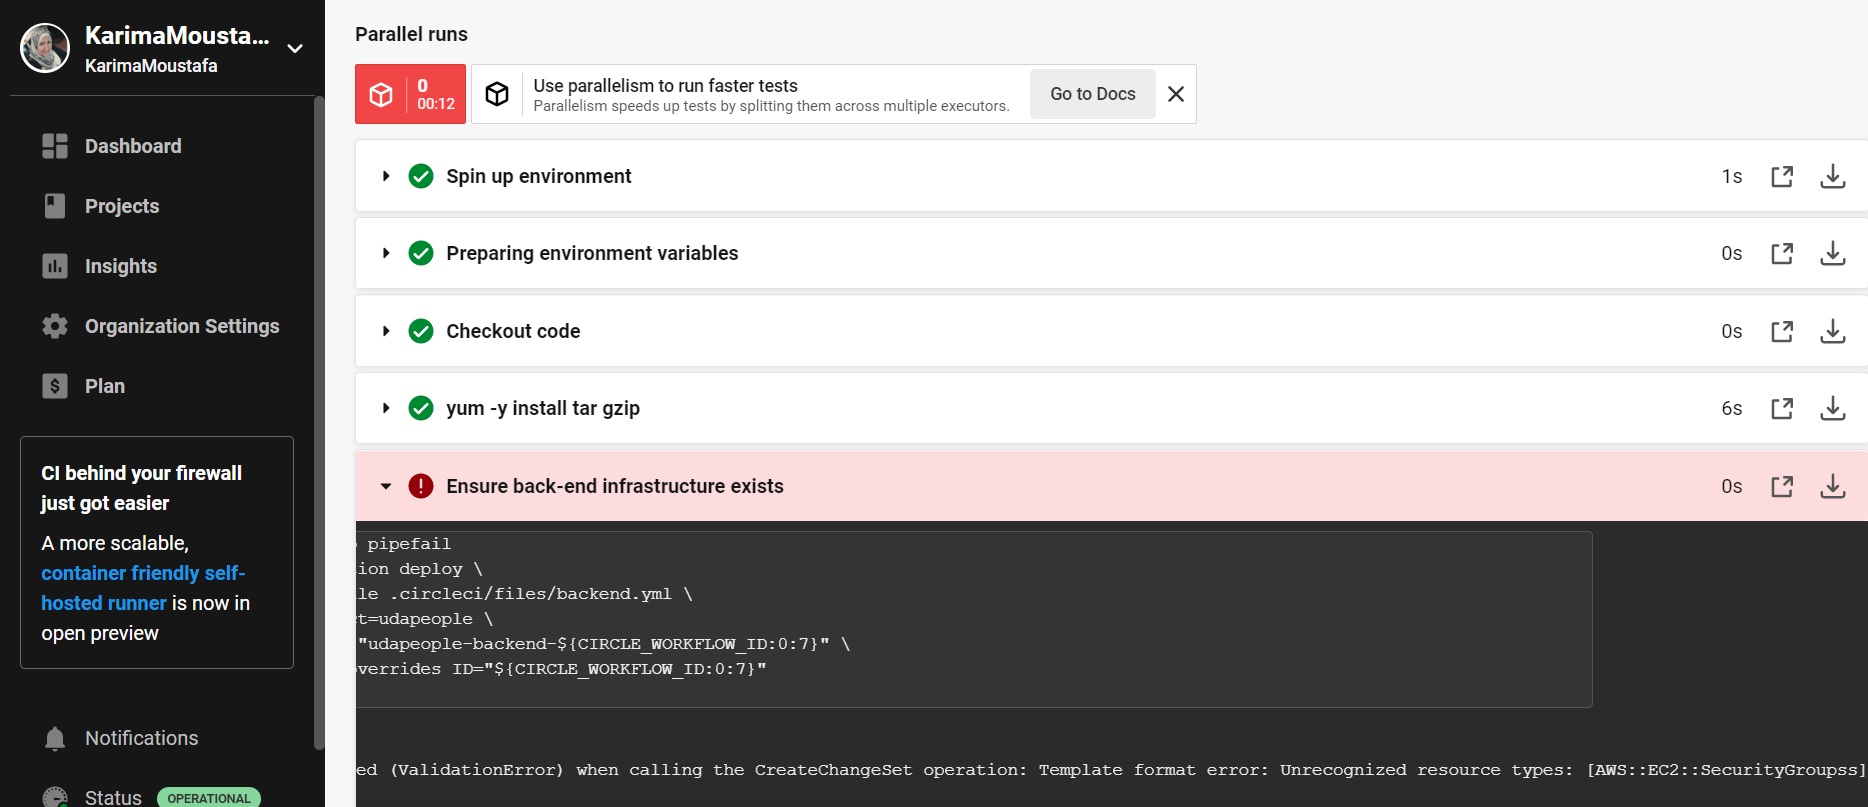 KarimaMousta...
KarimaMoustafa
Dashboard
Projects
Insights
Organization Settings
Plan
CI behind your firewall
just got easier
A more scalable,
container friendly self-
hosted runner is now in
open preview
Notifications
Status OPERATIONAL
Parallel runs
0
00:12
Use parallelism to run faster tests
Parallelism speeds up tests by splitting them across multiple executors.
Go to Docs
Spin up environment 1s
Preparing environment variables 0s
Checkout code 0s
yum -y install tar gzip 6s
Ensure back-end infrastructure exists 0s
pipefail
ion deploy \
le .circleci/files/backend.yml \
t=udapeople \
"udapeople-backend-${CIRCLE_WORKFLOW_ID:0:7}" \
verrides ID="${CIRCLE_WORKFLOW_ID:0:7}"
ed (ValidationError) when calling the CreateChangeSet operation: Template format error: Unrecognized resource types: [AWS::EC2::SecurityGroupss]